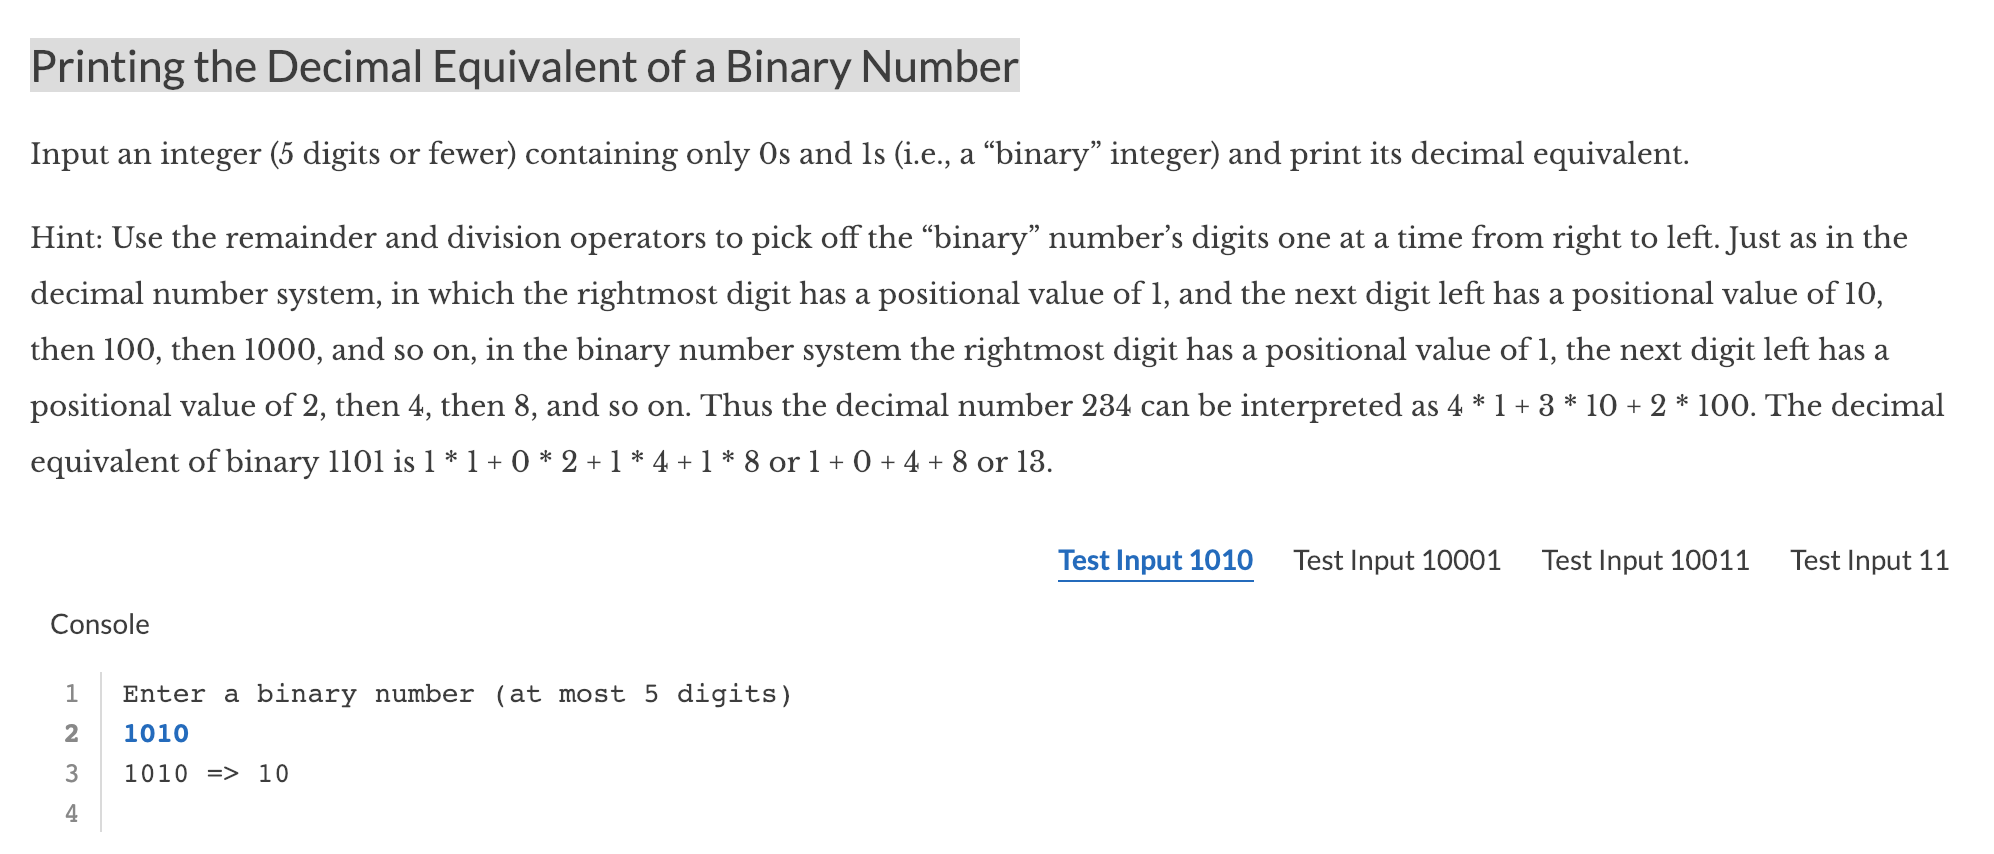 Printing the Decimal Equivalent of a Binary Number
Input an integer (5 digits or fewer) containing only 0s and 1s (i.e., a “binary” integer) and print its decimal equivalent.
Hint: Use the remainder and division operators to pick off the “binary” number’s digits one at a time from right to left. Just as in the
decimal number system, in which the rightmost digit has a positional value of 1, and the next digit left has a positional value of 10,
then 100, then 1000, and so on, in the binary number system the rightmost digit has a positional value of 1, the next digit left has a
positional value of 2, then 4, then 8, and so on. Thus the decimal number 234 can be interpreted as 4 * 1 + 3 * 10 + 2 * 100. The decimal
equivalent of binary 1101 is 1 * 1 + 0 * 2 + 1 * 4 + 1 * 8 or 1 + 0 + 4 + 8 or 13.
Test Input 1010 Test Input 10001 Test Input 10011 Test Input 11
Console
1 Enter a binary number (at most 5 digits)
2 1010
3 1010 => 10
4